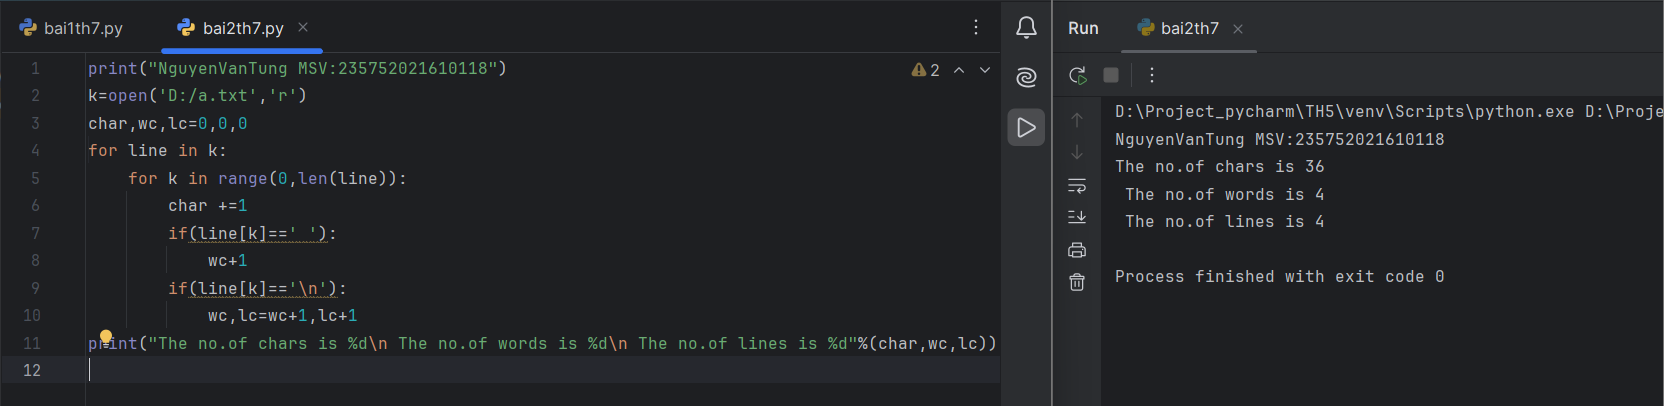 bai1th7.py
bai2th7.py
1 print("NguyenVanTung MSV:235752021610118")
2 k=open('D:/a.txt','r')
3 char,wc,lc=0,0,0
4 for line in k:
5     for k in range(0,len(line)):
6         char +=1
7         if(line[k]==' '):
8             wc+1
9         if(line[k]=='\n'):
10             wc,lc=wc+1,lc+1
11 print("The no.of chars is %d\n The no.of words is %d\n The no.of lines is %d"%(char,wc,lc))
12
2
Run
bai2th7
D:\Project_pycharm\TH5\venv\Scripts\python.exe D:\Proje
NguyenVanTung MSV:235752021610118
The no.of chars is 36
 The no.of words is 4
 The no.of lines is 4
Process finished with exit code 0